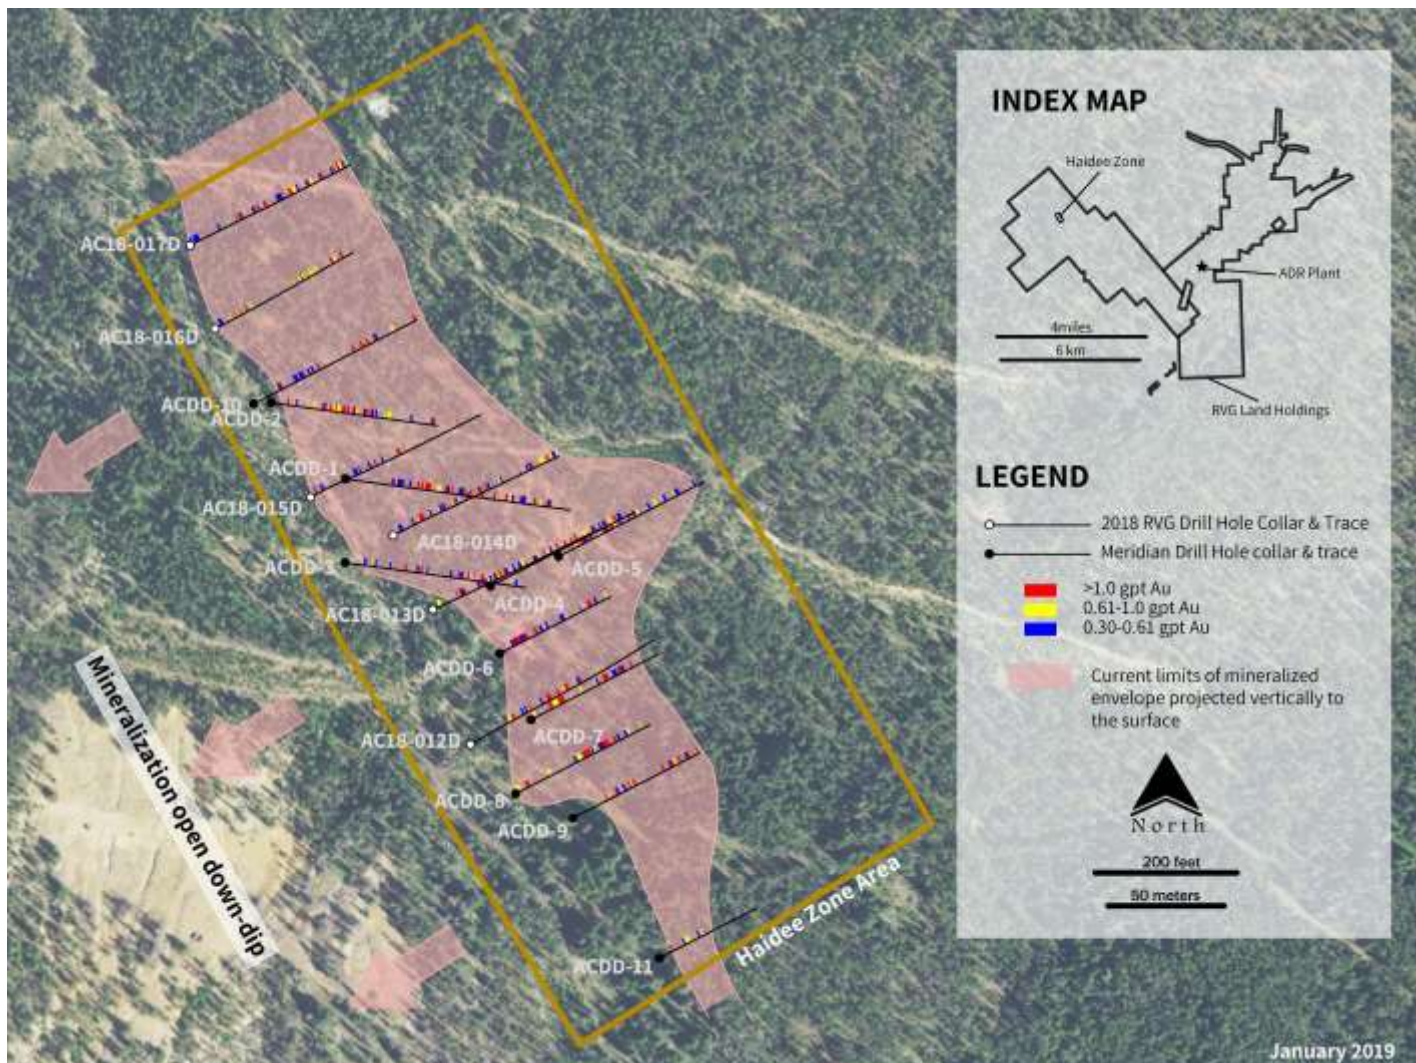 INDEX MAP
Haidee Zone
ADR Plant
4miles
6 km
RVG Land Holdings
LEGEND
2018 RVG Drill Hole Collar & Trace
Meridian Drill Hole collar & trace
>1.0 gpt Au
0.61-1.0 gpt Au
0.30-0.61 gpt Au
Current limits of mineralized
envelope projected vertically to
the surface
North
200 feet
50 meters
AC18-017D
AC18-016D
ACDD-10
ACDD-2
ACDD-1
AC18-015D
AC18-014D
ACDD-3
ACDD-5
ACDD-4
AC18-013D
ACDD-6
AC18-012D
ACDD-7
ACDD-8
ACDD-9
ACDD-11
Mineralization open down-dip
Haidee Zone Area
January 2019